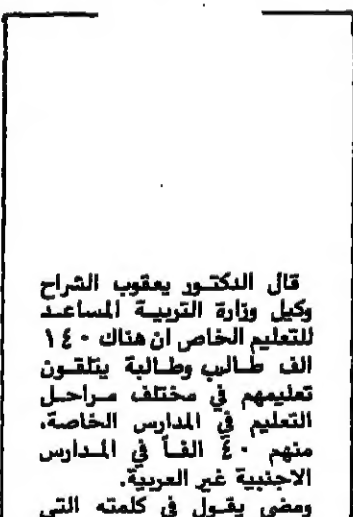 قال الدكتور يعقوب الشراح
وكيل وزارة التربية المساعد
للتعليم الخاص ان هناك ١٤٠
الف طالب وطالبة يتلقون
تعليمهم في مختلف مراحل
التعليم في المدارس الخاصة،
منهم ٤٠ الفاً في المدارس
الاجنبية غير العربية.
ومضى يقول في كلمته التي